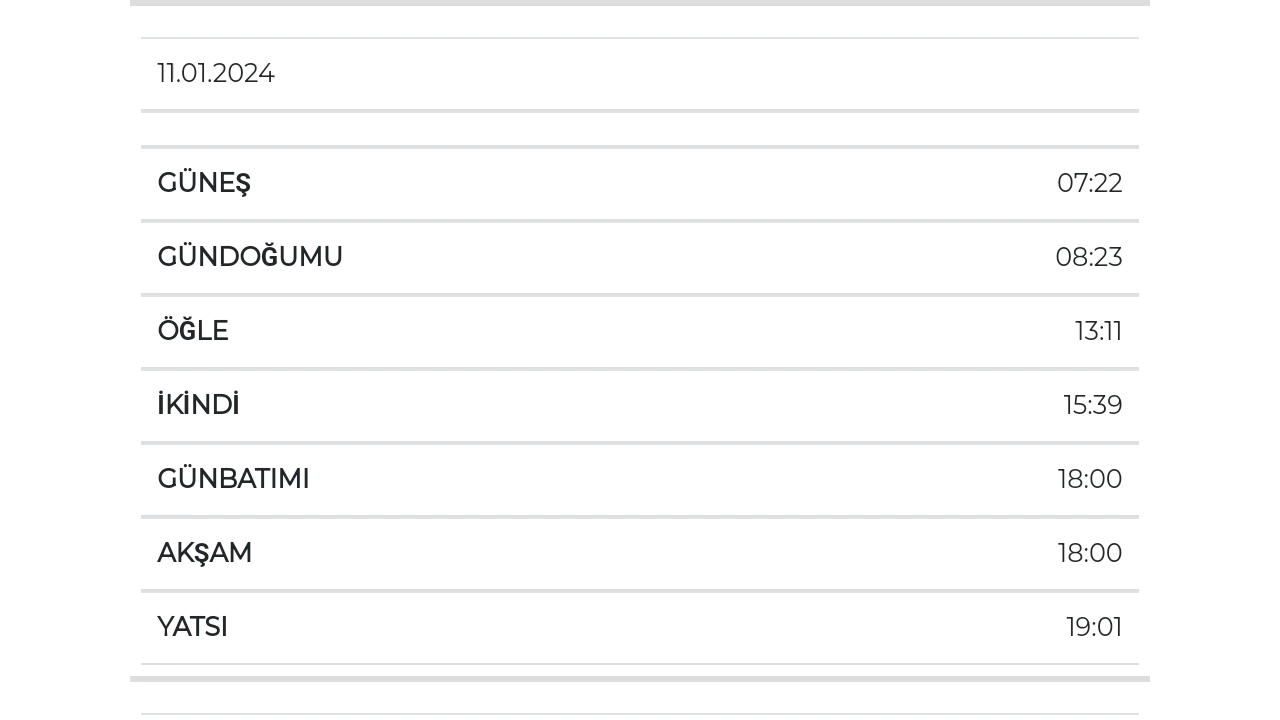 11.01.2024
GÜNEŞ 07:22
GÜNDOĞUMU 08:23
ÖĞLE 13:11
İKİNDİ 15:39
GÜNBATIMI 18:00
AKŞAM 18:00
YATSI 19:01